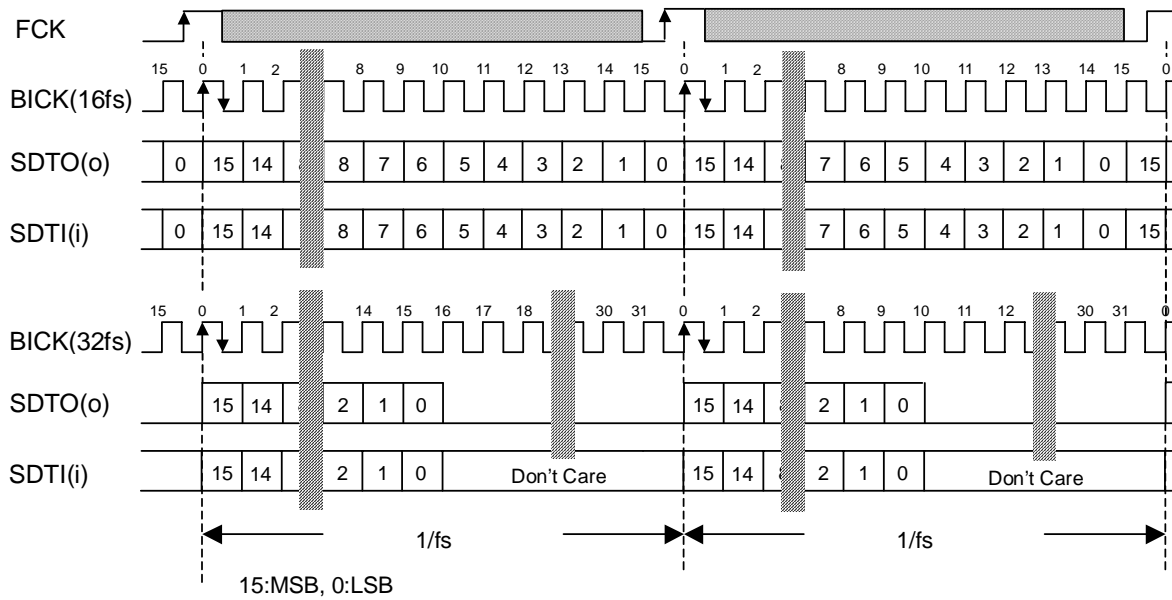 FCK
15 0 1 2 8 9 10 11 12 13 14 15 0 1 2 8 9 10 11 12 13 14 15 0
BICK(16fs)
SDTO(o) 0 15 14 8 7 6 5 4 3 2 1 0 15 14 7 6 5 4 3 2 1 0 15
SDTI(i) 0 15 14 8 7 6 5 4 3 2 1 0 15 14 7 6 5 4 3 2 1 0 15
15 0 1 2 14 15 16 17 18 30 31 0 1 2 8 9 10 11 12 30 31 0
BICK(32fs)
SDTO(o) 15 14 2 1 0 15 14 2 1 0
SDTI(i) 15 14 2 1 0 Don't Care 15 14 2 1 0 Don't Care
1/fs 1/fs
15:MSB, 0:LSB